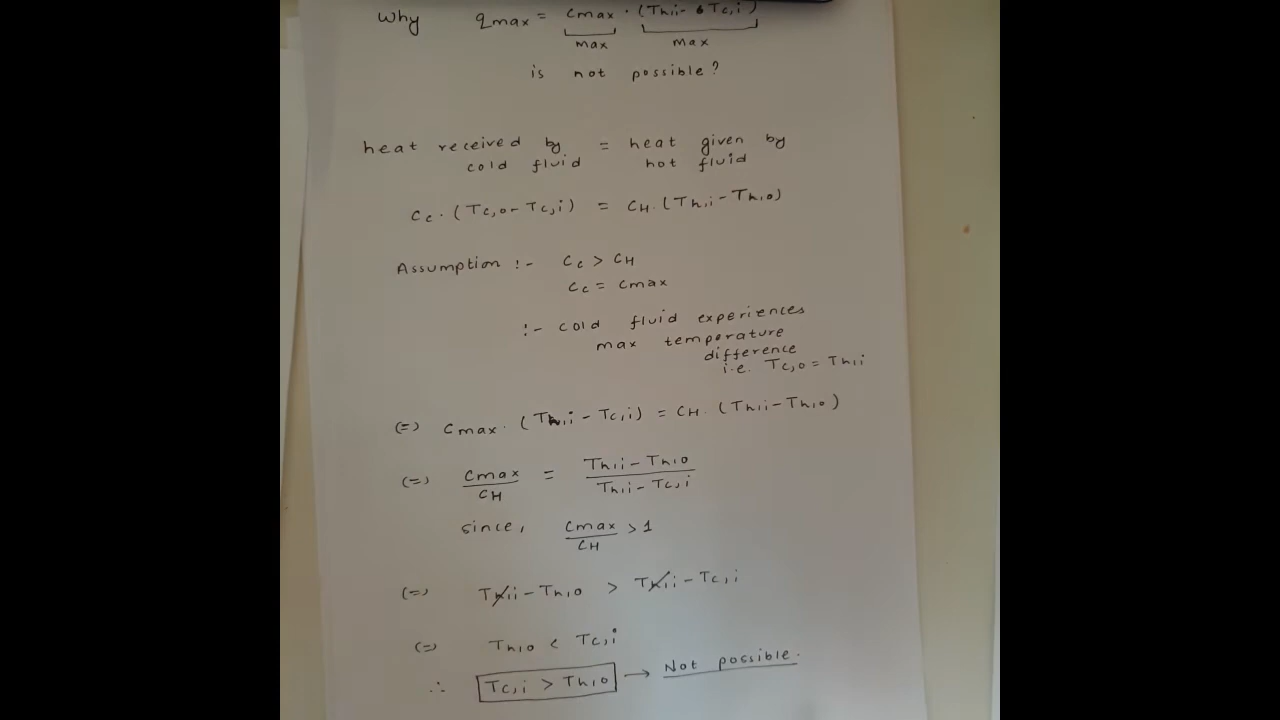 Why qmax = Cmax · (Th,i - Tc,i)
max max
is not possible?
heat received by = heat given by
cold fluid hot fluid
Cc · (Tc,o - Tc,i) = CH · (Th,i - Th,o)
Assumption :- Cc > CH
Cc = Cmax
:- cold fluid experiences
max temperature
difference
i.e. Tc,o = Th,i
(=) Cmax · (Th,i - Tc,i) = CH · (Th,i - Th,o)
(=) Cmax/CH = Th,i - Th,o / Th,i - Tc,i
since, Cmax/CH > 1
(=) Th,i - Th,o > Th,i - Tc,i
(=) Th,o < Tc,i
∴ Tc,i > Th,o → Not possible.